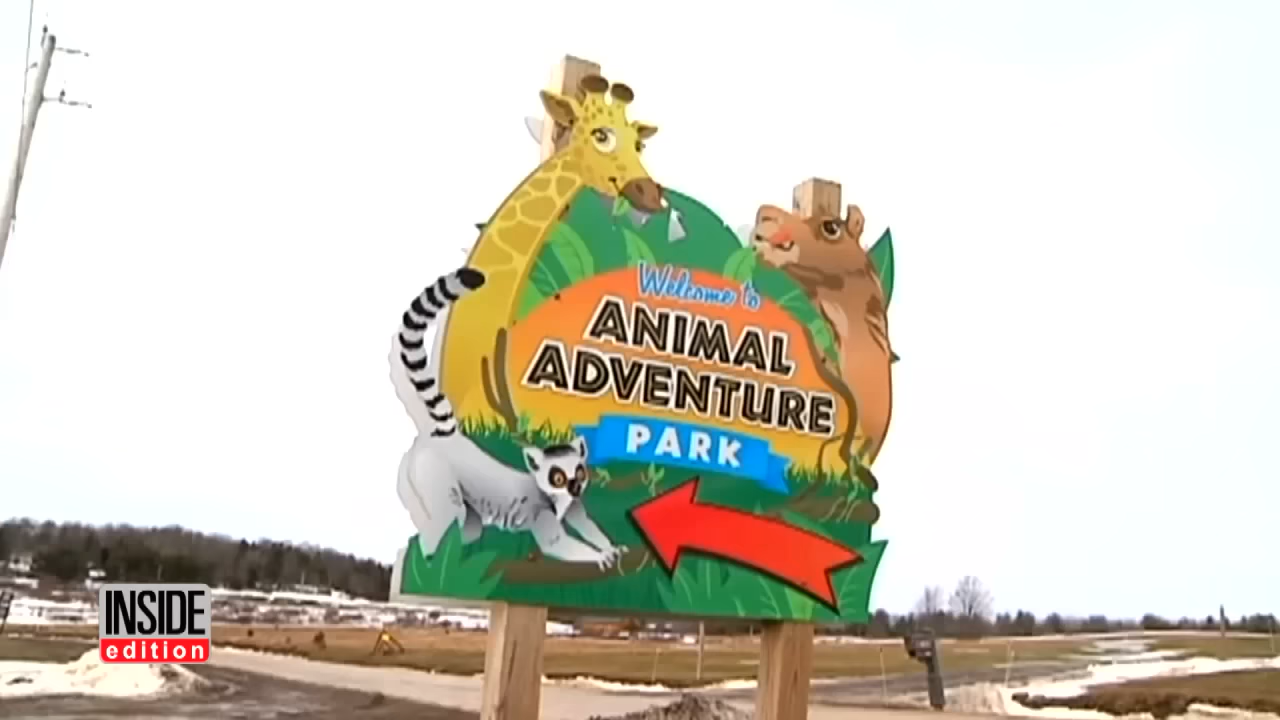 Welcome to
ANIMAL
ADVENTURE
PARK
INSIDE
edition